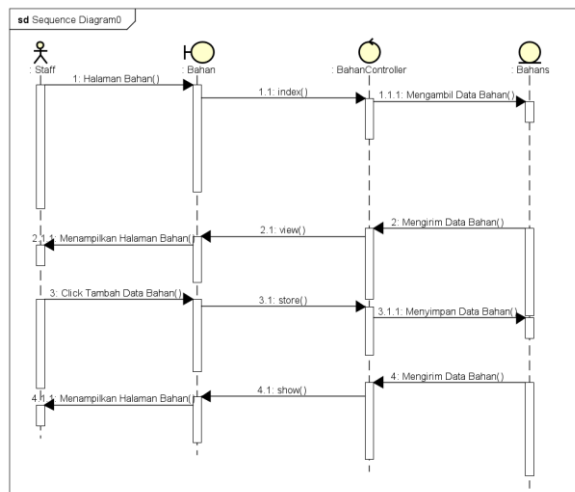 sd Sequence Diagram0
: Staff
: Bahan
: BahanController
: Bahans
1: Halaman Bahan()
1.1: index()
1.1.1: Mengambil Data Bahan()
2: Mengirim Data Bahan()
2.1: view()
2.1.1: Menampilkan Halaman Bahan()
3: Click Tambah Data Bahan()
3.1: store()
3.1.1: Menyimpan Data Bahan()
4: Mengirim Data Bahan()
4.1: show()
4.1.1: Menampilkan Halaman Bahan()